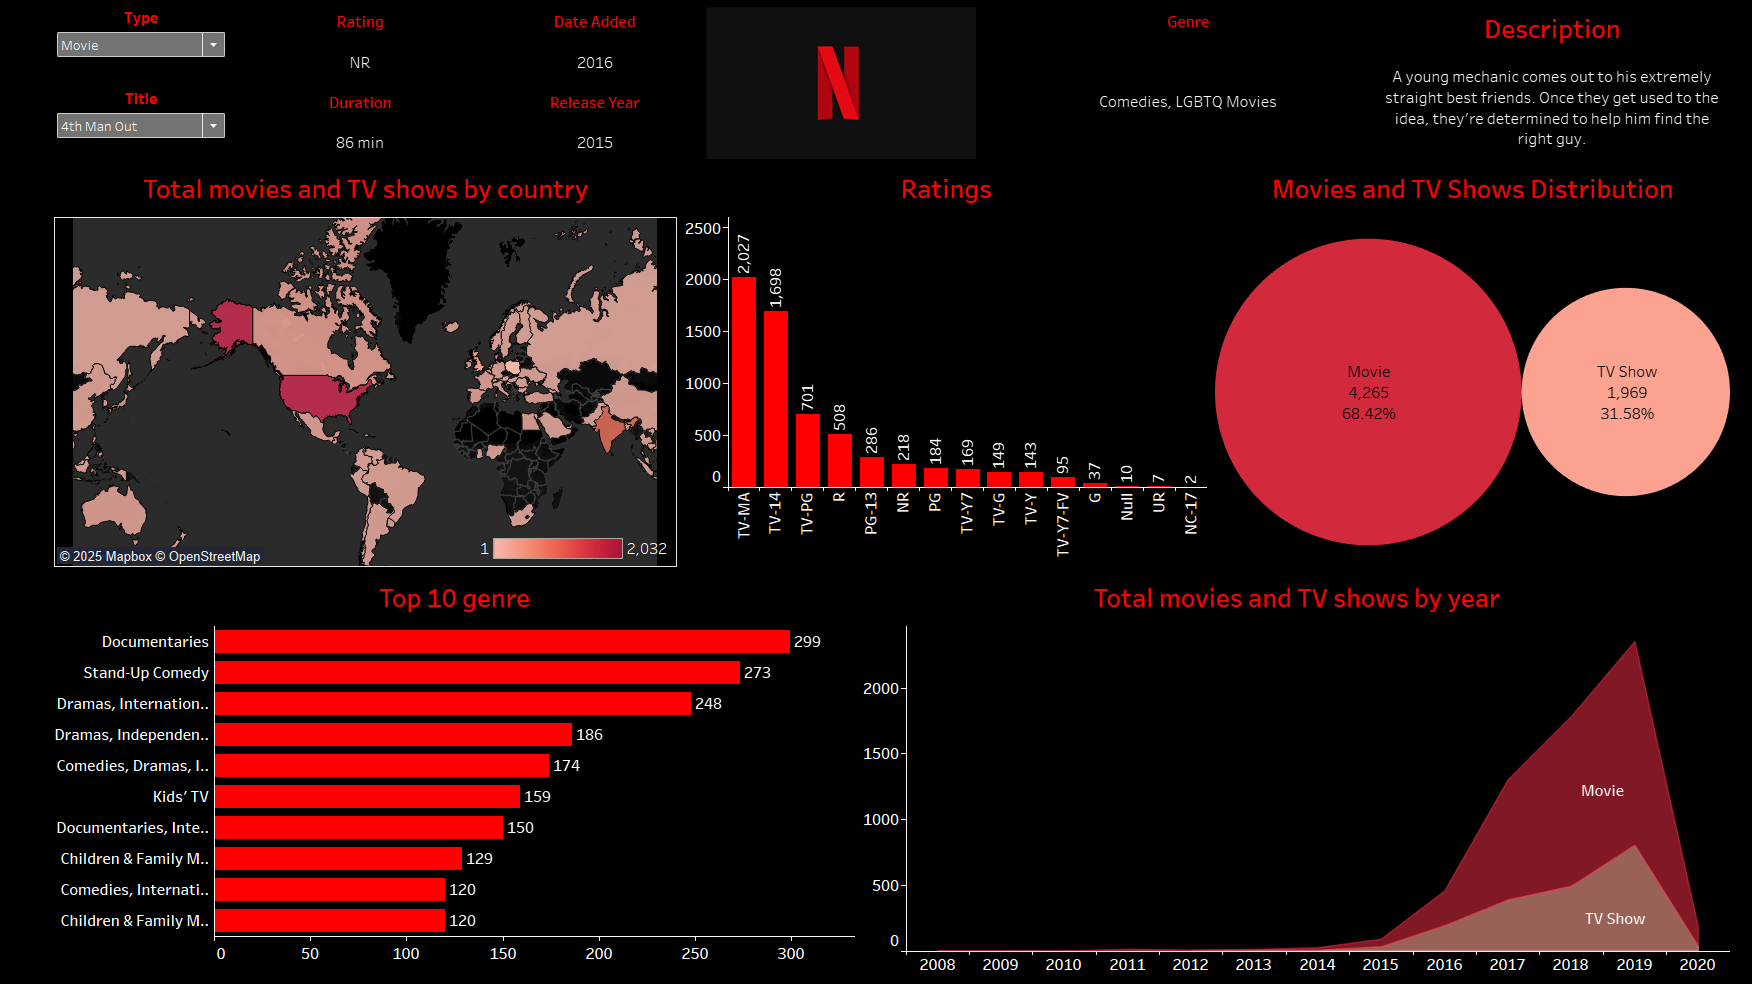 Type
Movie
Title
4th Man Out
Rating
NR
Duration
86 min
Date Added
2016
Release Year
2015
N
Genre
Comedies, LGBTQ Movies
Description
A young mechanic comes out to his extremely
straight best friends. Once they get used to the
idea, they’re determined to help him find the
right guy.
Total movies and TV shows by country
© 2025 Mapbox © OpenStreetMap
1
2,032
Ratings
2500
2000
1500
1000
500
0
2,027
1,698
701
508
286
218
184
169
149
143
95
37
10
7
2
TV-MA
TV-14
TV-PG
R
PG-13
NR
PG
TV-Y7
TV-G
TV-Y
TV-Y7-FV
G
Null
UR
NC-17
Movies and TV Shows Distribution
Movie
4,265
68.42%
TV Show
1,969
31.58%
Top 10 genre
Documentaries 299
Stand-Up Comedy 273
Dramas, Internation.. 248
Dramas, Independen.. 186
Comedies, Dramas, I.. 174
Kids’ TV 159
Documentaries, Inte.. 150
Children & Family M.. 129
Comedies, Internati.. 120
Children & Family M.. 120
0 50 100 150 200 250 300
Total movies and TV shows by year
2000
1500
1000
500
0
Movie
TV Show
2008 2009 2010 2011 2012 2013 2014 2015 2016 2017 2018 2019 2020